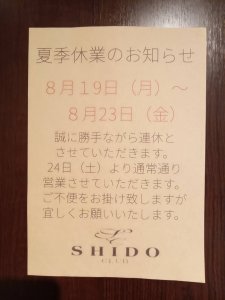 夏季休業のお知らせ
８月１９日（月）～
８月２３日（金）
誠に勝手ながら連休と
させていただきます。
24日（土）より通常通り
営業させていただきます。
ご不便をお掛け致しますが
宜しくお願いいたします。
SHIDO
CLUB